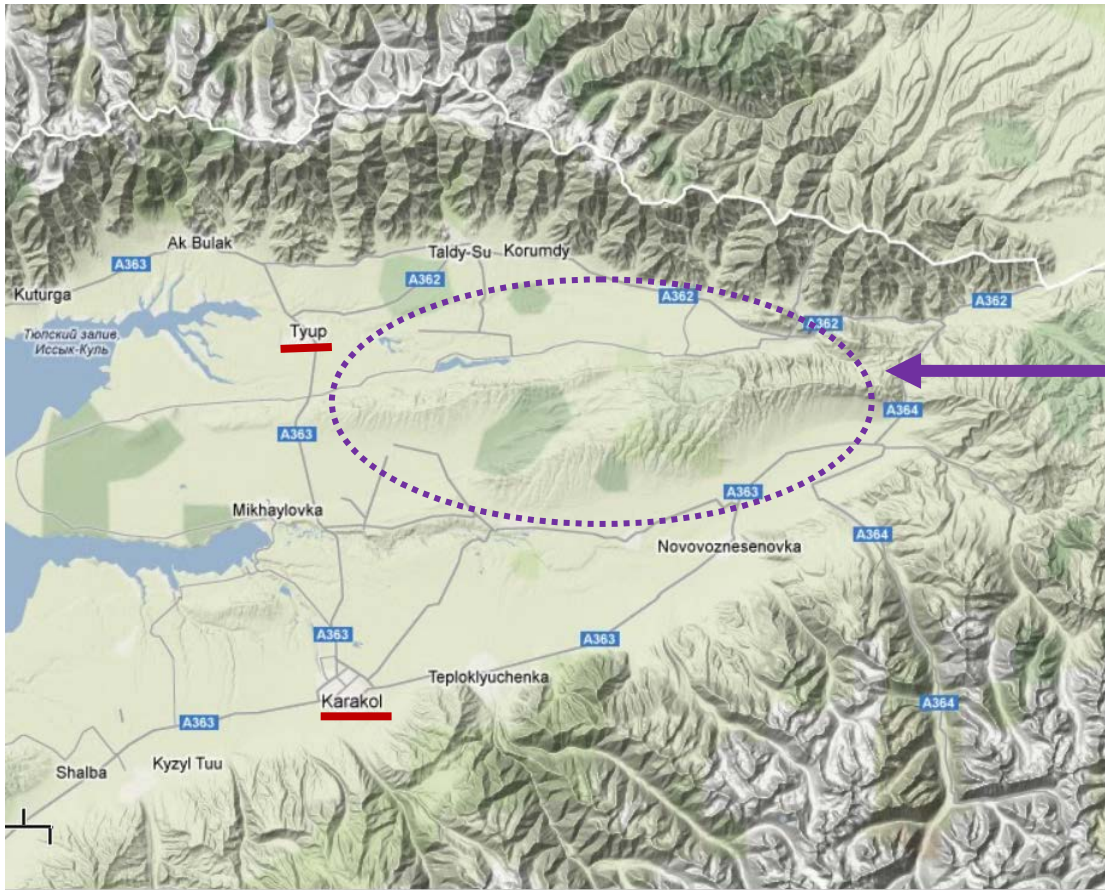 Ak Bulak
A363
Taldy-Su
Korumdy
A362
A362
A362
Kuturga
A362
Тюпский залив,
Иссык-Куль
Tyup
A364
A363
A363
Mikhaylovka
A364
Novovoznesenovka
A363
A363
Teploklyuchenka
Karakol
A364
A363
Shalba
Kyzyl Tuu